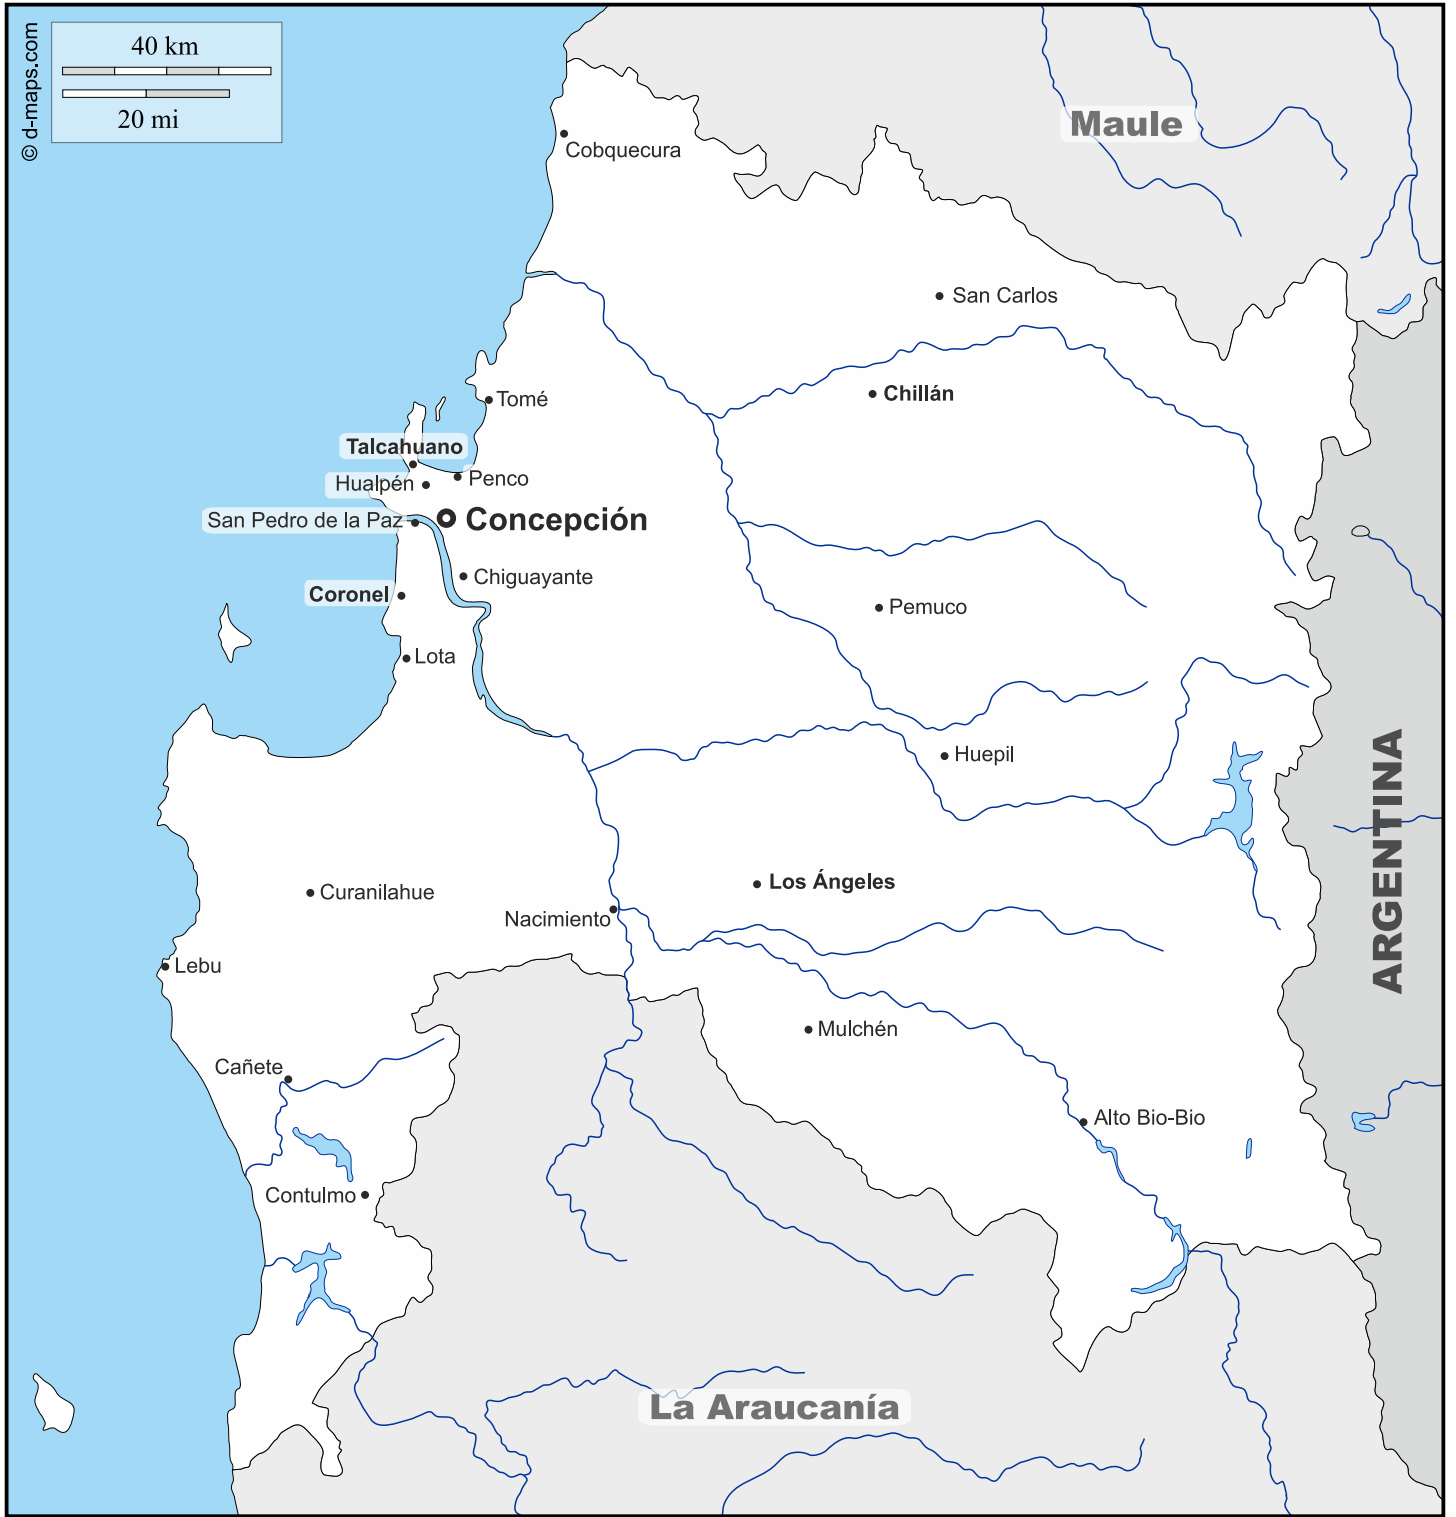 © d-maps.com
40 km
20 mi
Maule
Cobquecura
San Carlos
Chillán
Tomé
Talcahuano
Penco
Hualpén
San Pedro de la Paz
Concepción
Chiguayante
Coronel
Pemuco
Lota
Huepil
ARGENTINA
Los Ángeles
Curanilahue
Nacimiento
Lebu
Mulchén
Cañete
Alto Bio-Bio
Contulmo
La Araucanía